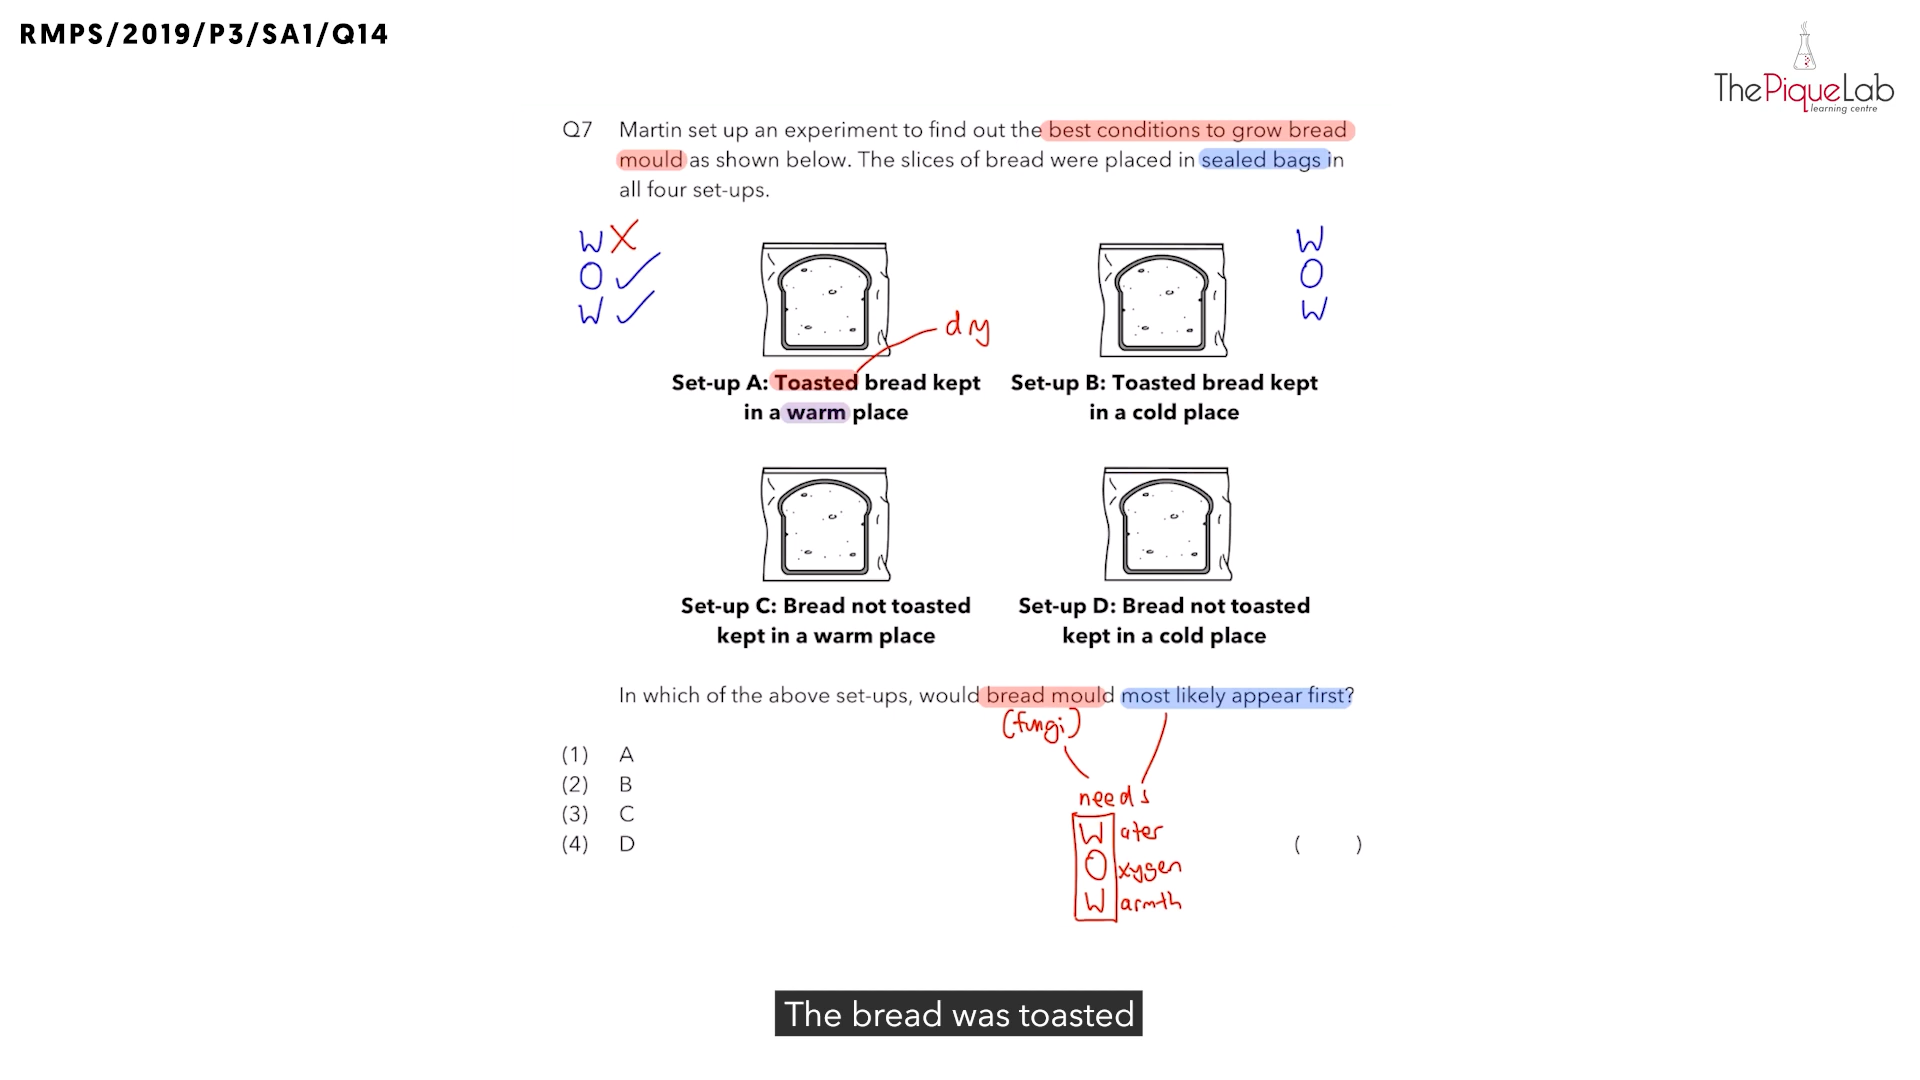 RMPS/2019/P3/SA1/Q14
ThePiqueLab
learning centre
Q7 Martin set up an experiment to find out the best conditions to grow bread
mould as shown below. The slices of bread were placed in sealed bags in
all four set-ups.
W X
O ✓
W ✓
W
O
W
dry
Set-up A: Toasted bread kept
in a warm place
Set-up B: Toasted bread kept
in a cold place
Set-up C: Bread not toasted
kept in a warm place
Set-up D: Bread not toasted
kept in a cold place
In which of the above set-ups, would bread mould most likely appear first?
(fungi)
needs
Water
Oxygen
Warmth
(1) A
(2) B
(3) C
(4) D ( )
The bread was toasted